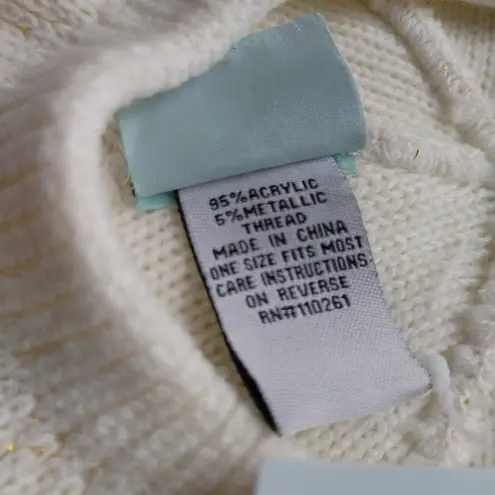 95% ACRYLIC
5% METALLIC
THREAD
MADE IN CHINA
ONE SIZE FITS MOST
CARE INSTRUCTIONS
ON REVERSE
RN#110261